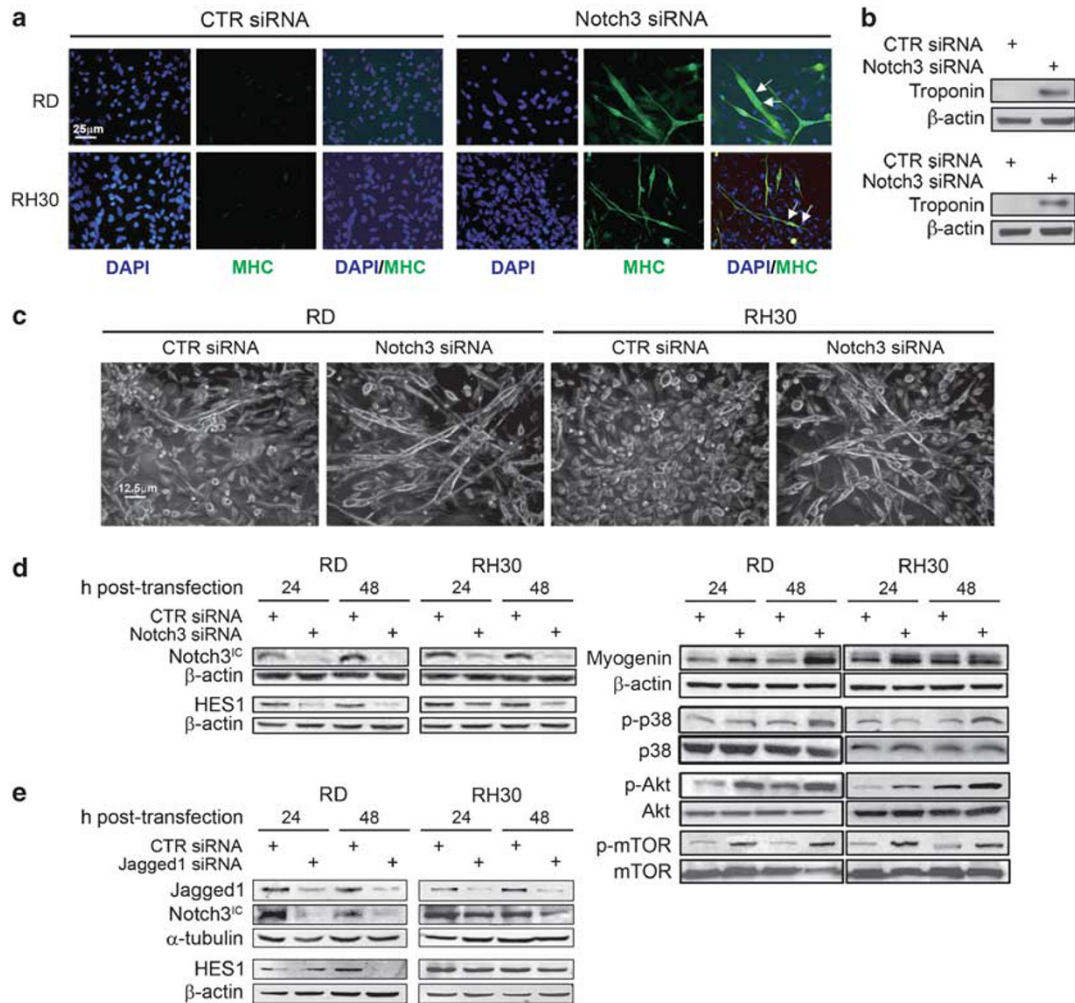 a
CTR siRNA Notch3 siRNA
RD
25μm
RH30
DAPI MHC DAPI/MHC DAPI MHC DAPI/MHC
b
CTR siRNA +
Notch3 siRNA +
Troponin
β-actin
CTR siRNA +
Notch3 siRNA +
Troponin
β-actin
c
RD RH30
CTR siRNA Notch3 siRNA CTR siRNA Notch3 siRNA
12.5μm
d
RD RH30
h post-transfection 24 48 24 48
CTR siRNA + + + +
Notch3 siRNA + + + +
Notch3IC
β-actin
HES1
β-actin
RD RH30
24 48 24 48
+ + + +
+ + + +
Myogenin
β-actin
p-p38
p38
p-Akt
Akt
p-mTOR
mTOR
e
RD RH30
h post-transfection 24 48 24 48
CTR siRNA + + + +
Jagged1 siRNA + + + +
Jagged1
Notch3IC
α-tubulin
HES1
β-actin